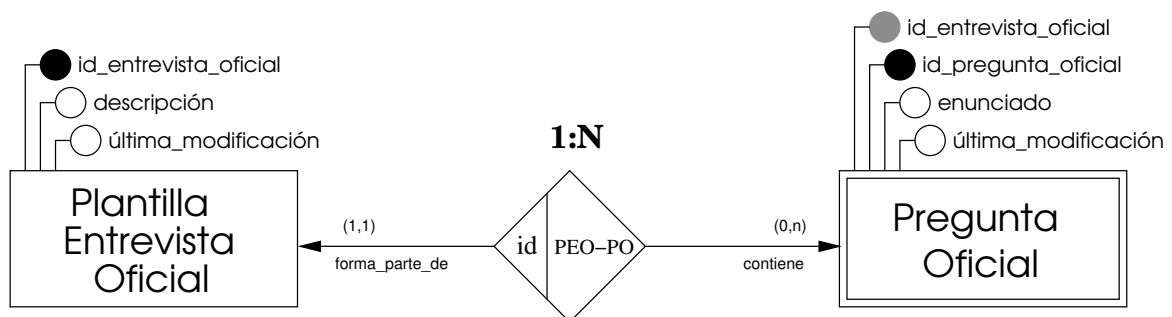 id_entrevista_oficial
id_entrevista_oficial
id_pregunta_oficial
descripción
enunciado
última_modificación
última_modificación
1:N
Plantilla
Entrevista
Oficial
(1,1)
forma_parte_de
id
PEO–PO
(0,n)
contiene
Pregunta
Oficial